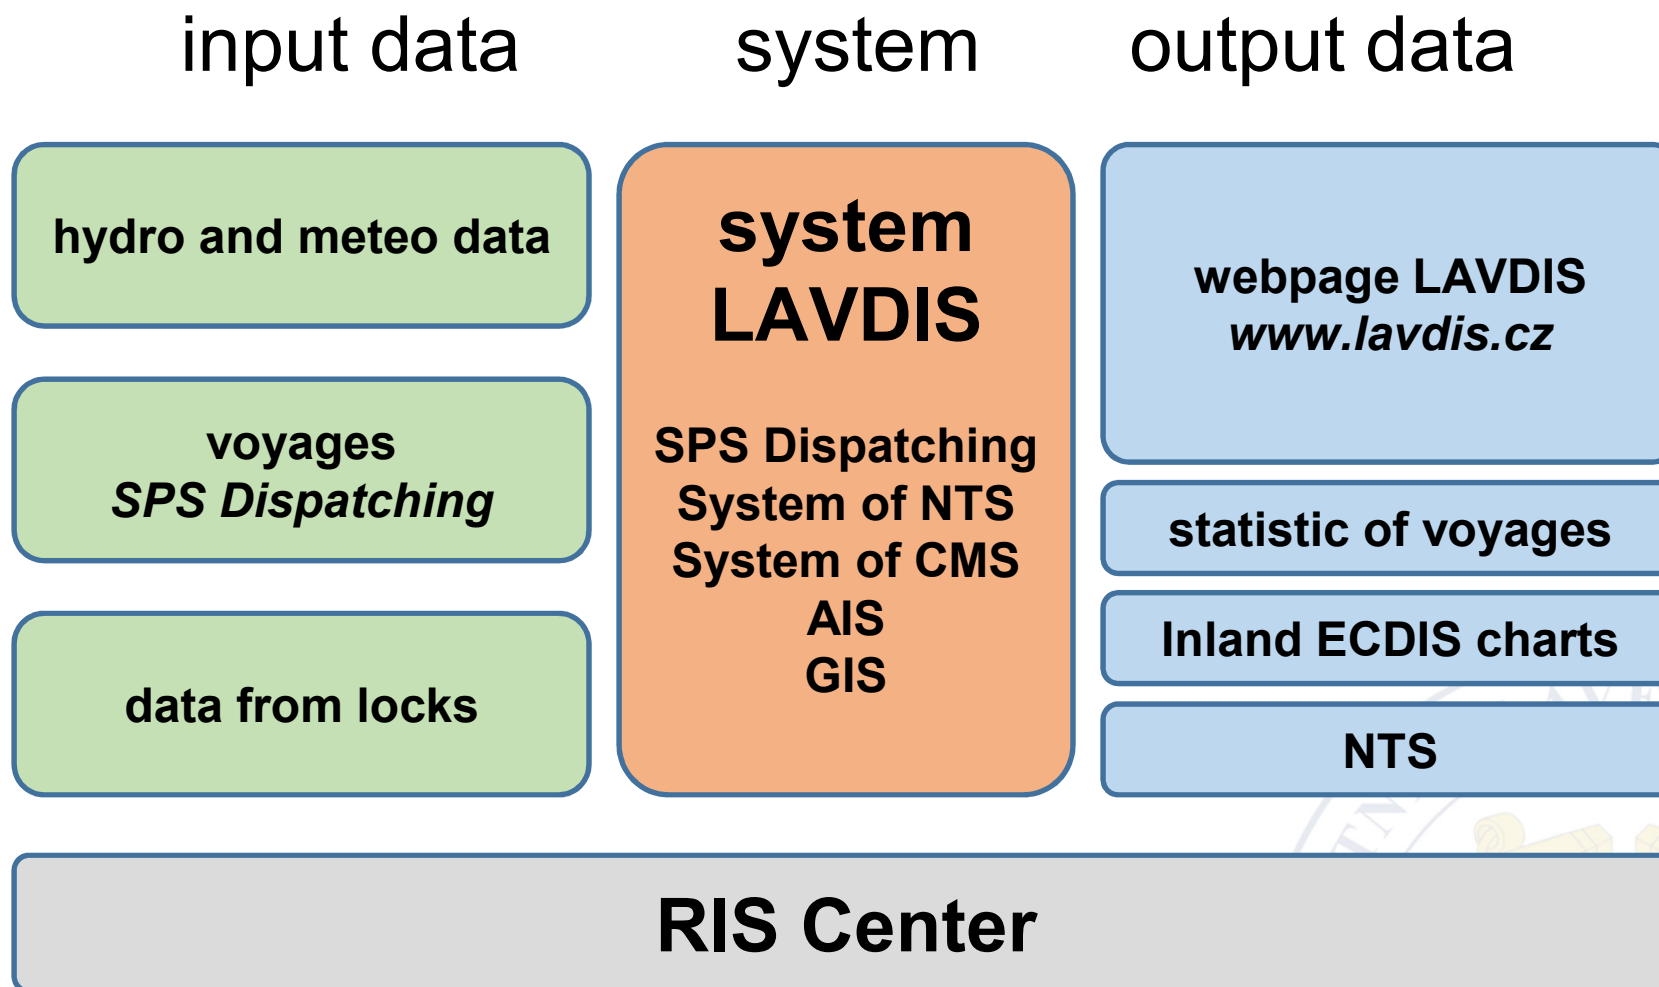 input data
system
output data
hydro and meteo data
voyages
SPS Dispatching
data from locks
system
LAVDIS
SPS Dispatching
System of NTS
System of CMS
AIS
GIS
webpage LAVDIS
www.lavdis.cz
statistic of voyages
Inland ECDIS charts
NTS
RIS Center